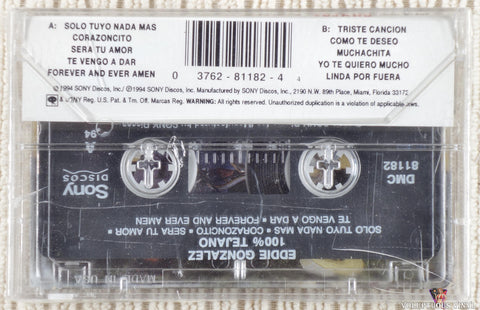 A: SOLO TUYO NADA MAS
CORAZONCITO
SERA TU AMOR
TE VENGO A DAR
FOREVER AND EVER AMEN
0 3762-81182-4 4
B: TRISTE CANCION
COMO TE DESEO
MUCHACHITA
YO TE QUIERO MUCHO
LINDA POR FUERA
℗1994 SONY Discos, Inc./©1994 SONY Discos, Inc. Manufactured by SONY Discos, Inc., 2190 N.W. 89th Place, Miami, Florida 33172
& Reg. U.S. Pat. & Tm. Off. Marcas Reg. WARNING: All rights reserved. Unauthorized duplication is a violation of applicable laws.
A
94
DMC
81182
Sony
DISCOS
EDDIE GONZALEZ
100% TEJANO
SOLO TUYO NADA MAS • CORAZONCITO • SERA TU AMOR •
TE VENGO A DAR • FOREVER AND EVER AMEN
MADE IN USA